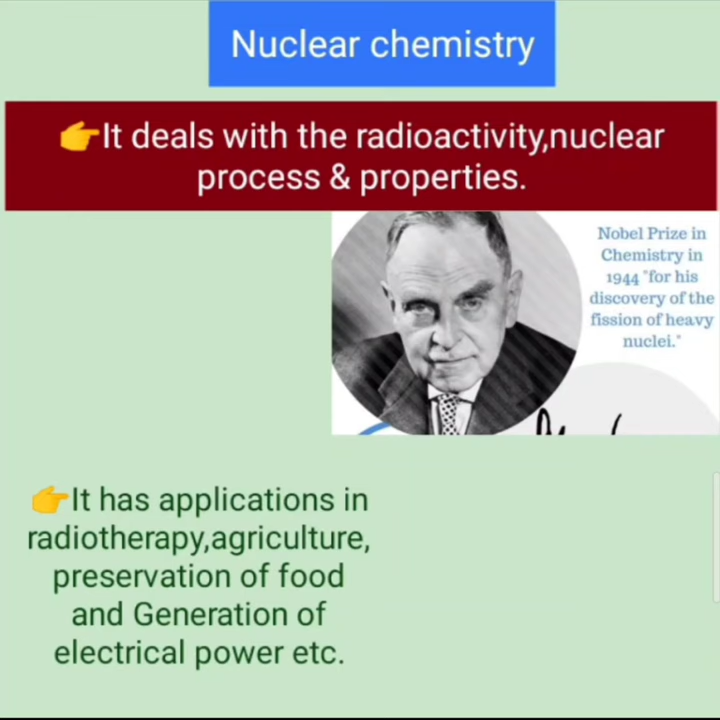 Nuclear chemistry
👉It deals with the radioactivity,nuclear
process & properties.
Nobel Prize in
Chemistry in
1944 "for his
discovery of the
fission of heavy
nuclei."
👉It has applications in
radiotherapy,agriculture,
preservation of food
and Generation of
electrical power etc.